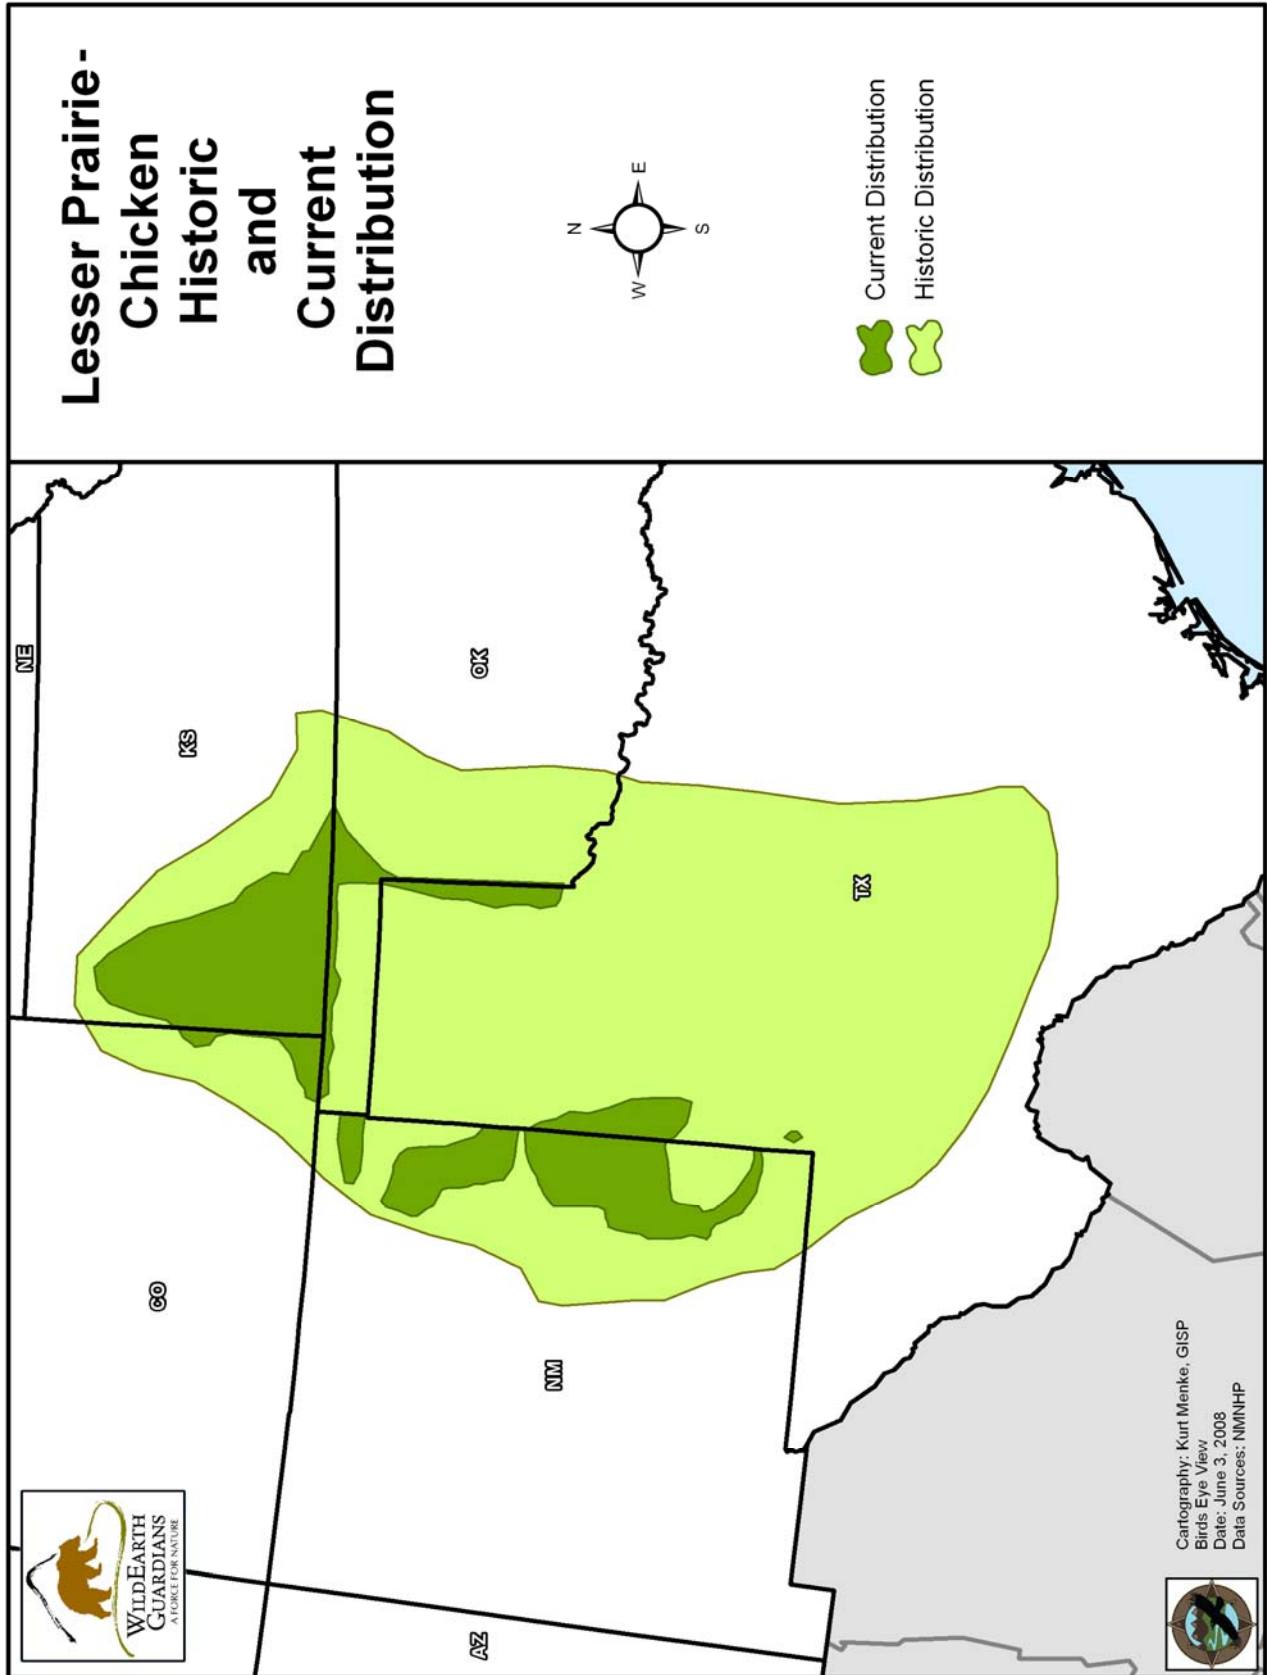 Lesser Prairie-
Chicken
Historic
and
Current
Distribution
N
W
E
S
Current Distribution
Historic Distribution
NE
KS
CO
OK
NM
AZ
TX
WILDEARTH
GUARDIANS
A FORCE FOR NATURE
Cartography: Kurt Menke, GISP
Birds Eye View
Date: June 3, 2008
Data Sources: NMNHP